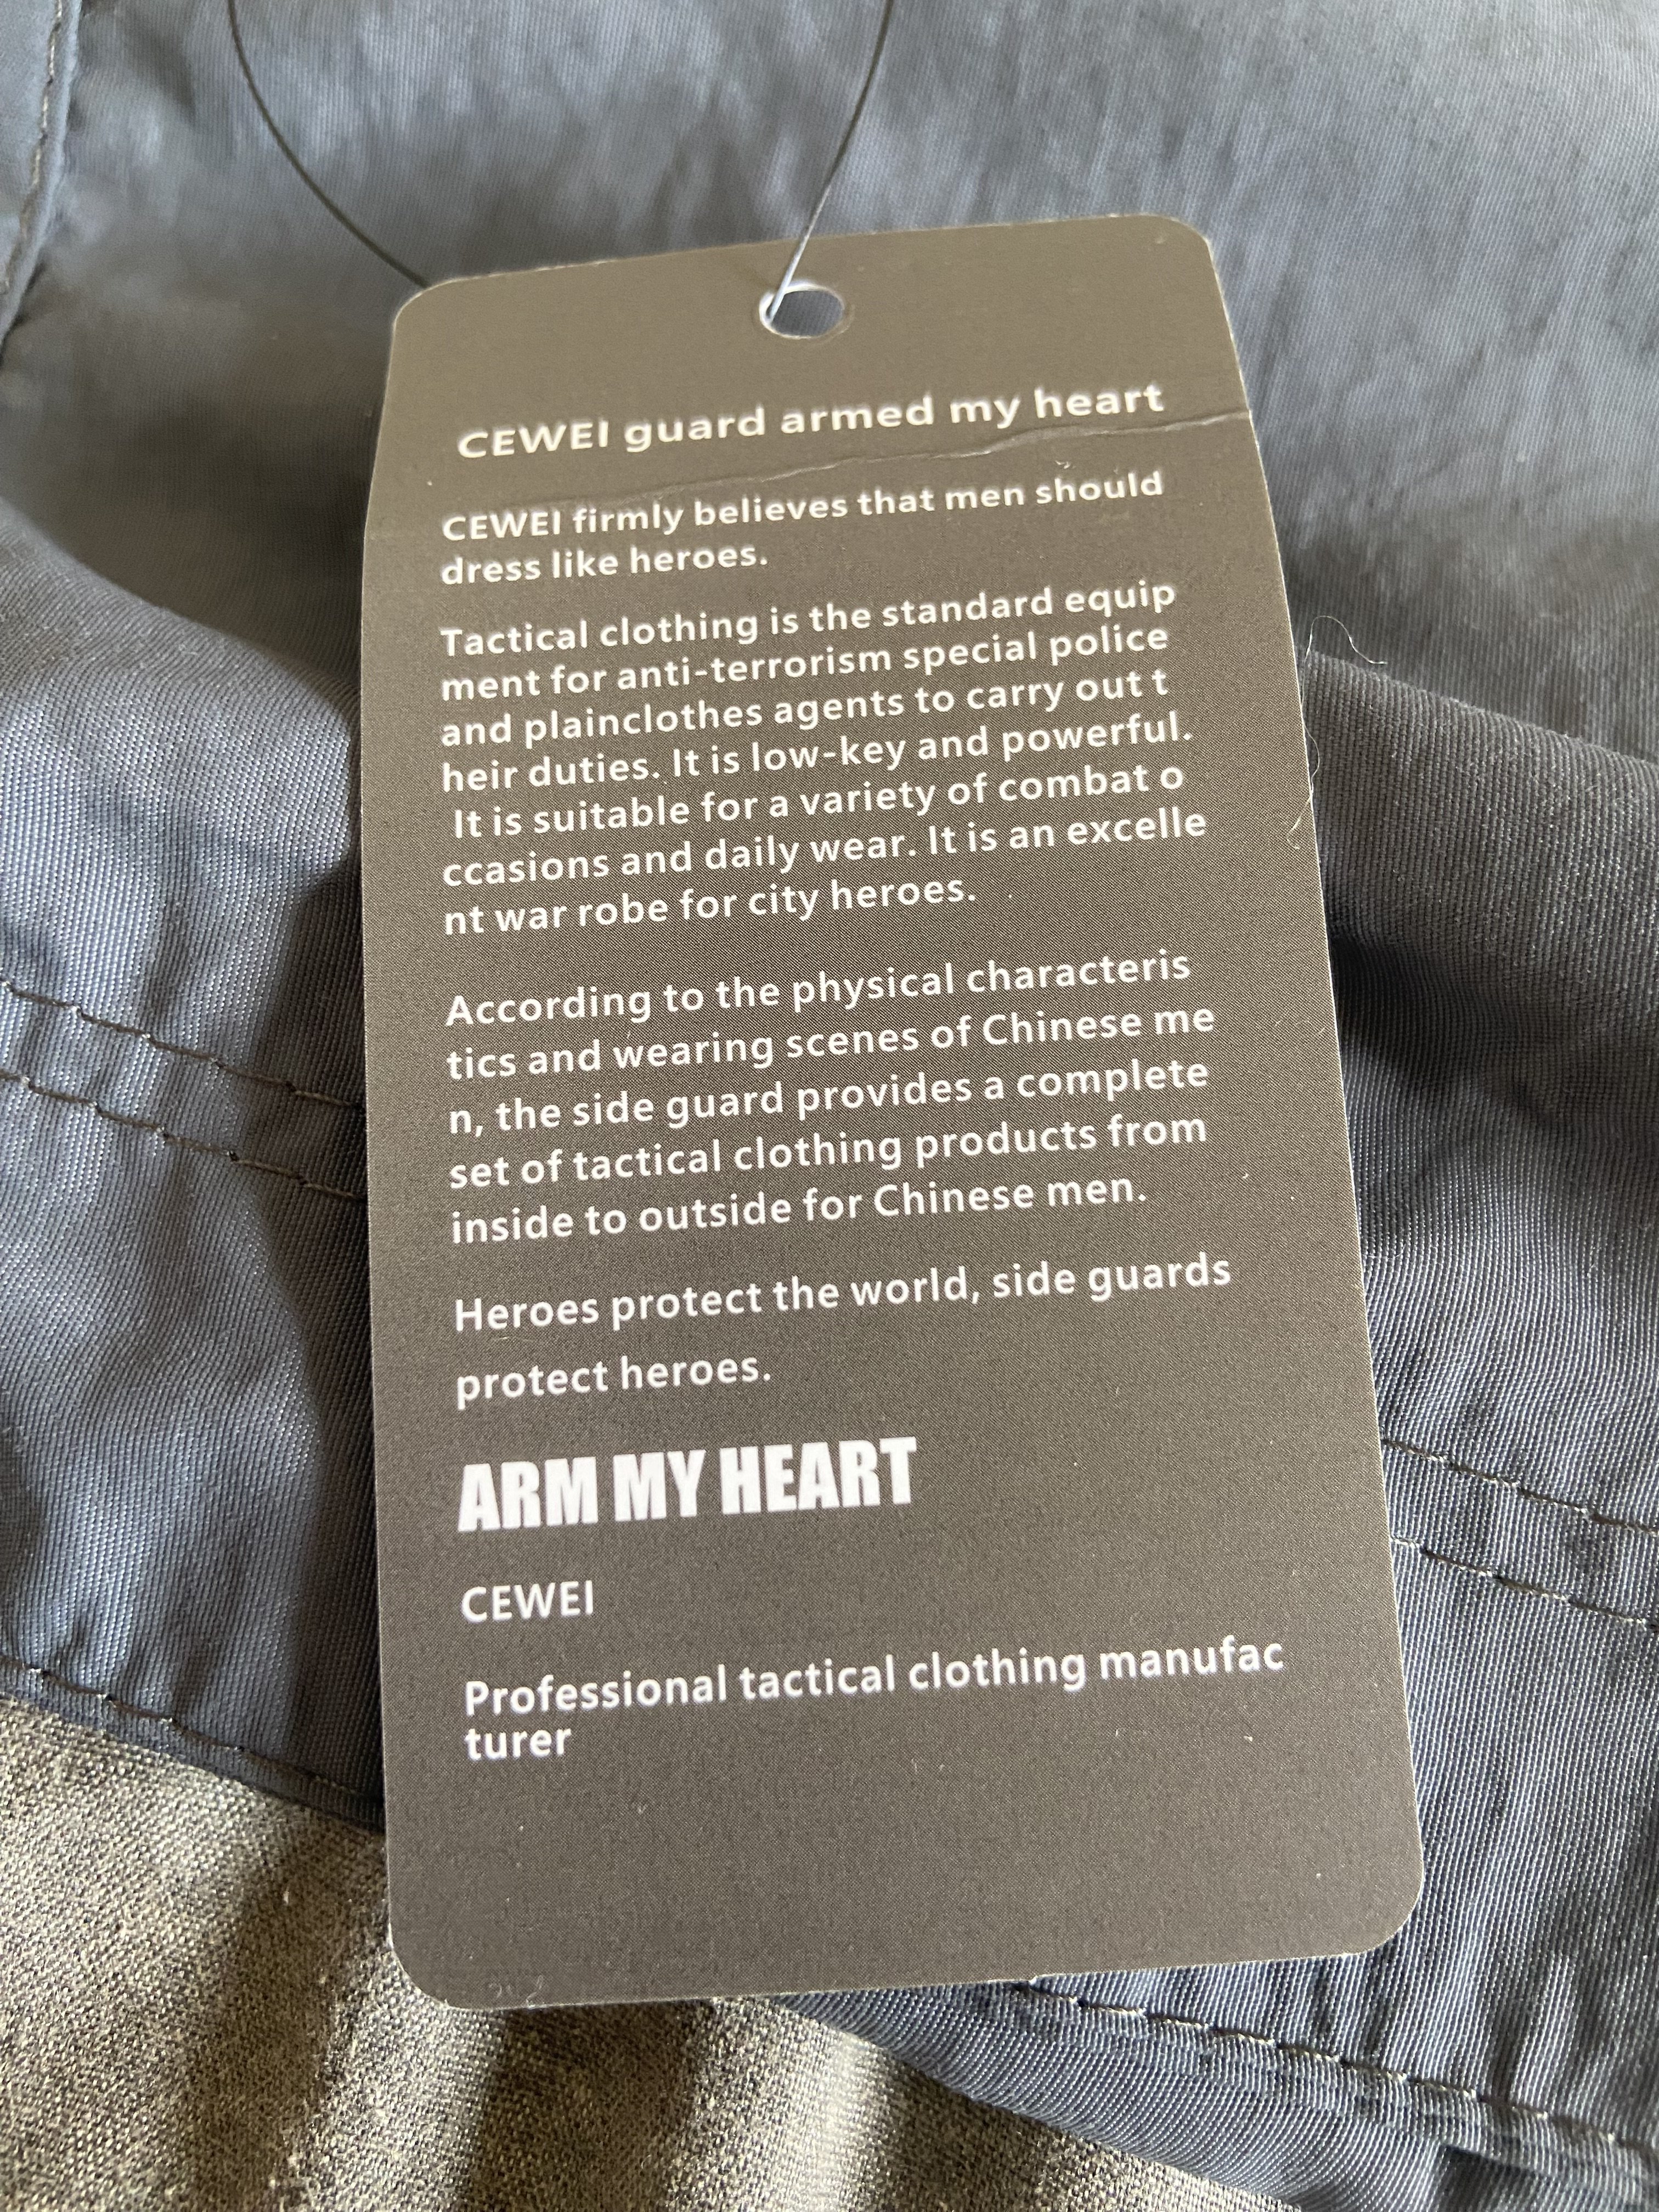 CEWEI guard armed my heart
CEWEI firmly believes that men should
dress like heroes.
Tactical clothing is the standard equip
ment for anti-terrorism special police
and plainclothes agents to carry out t
heir duties. It is low-key and powerful.
It is suitable for a variety of combat o
ccasions and daily wear. It is an excelle
nt war robe for city heroes.
According to the physical characteris
tics and wearing scenes of Chinese me
n, the side guard provides a complete
set of tactical clothing products from
inside to outside for Chinese men.
Heroes protect the world, side guards
protect heroes.
ARM MY HEART
CEWEI
Professional tactical clothing manufac
turer